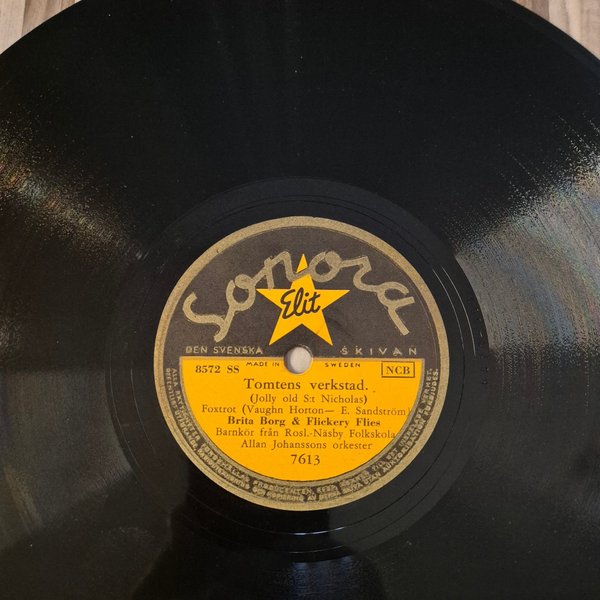 Sonora
Elit
DEN SVENSKA SKIVAN
MADE IN SWEDEN
8572 SS NCB
Tomtens verkstad.
(Jolly old S:t Nicholas)
Foxtrot (Vaughn Horton— E. Sandström)
Brita Borg & Flickery Flies
Barnkör från Rosl.-Näsby Folkskola
Allan Johanssons orkester
7613